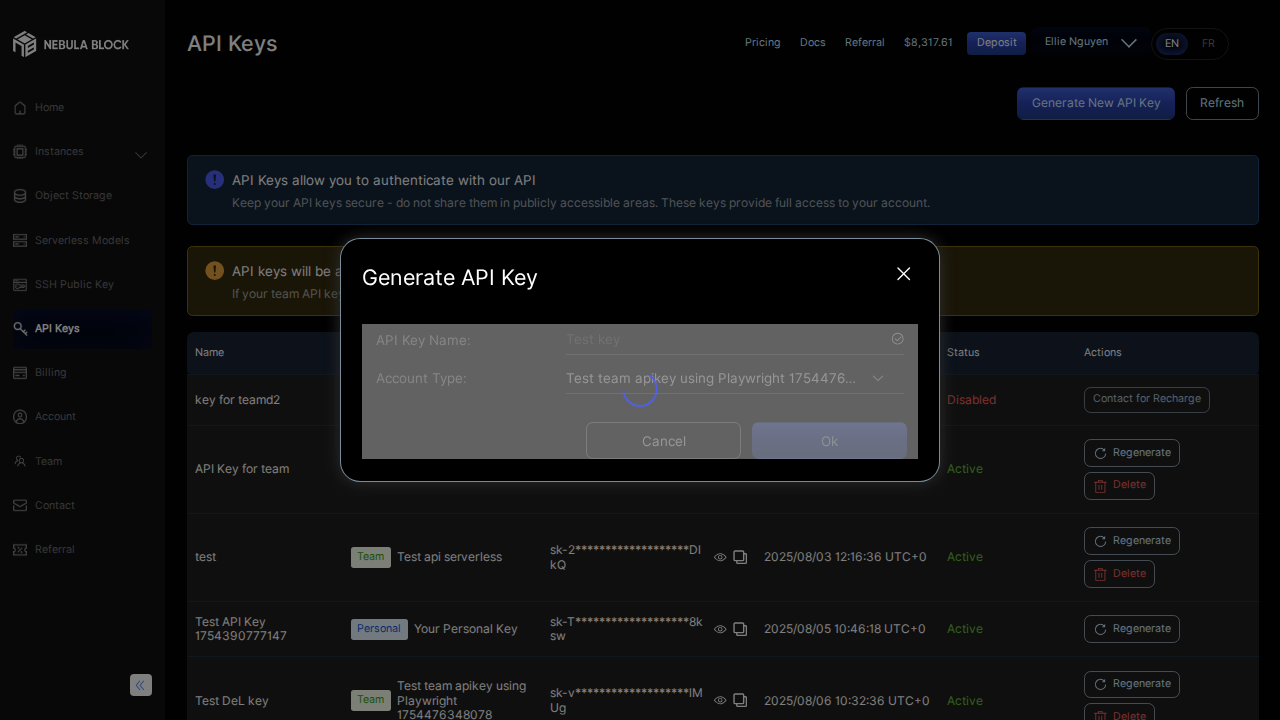 NEBULA BLOCK
API Keys
Pricing
Docs
Referral
$8,317.61
Deposit
Ellie Nguyen
EN
FR
Generate New API Key
Refresh
Home
Instances
Object Storage
Serverless Models
SSH Public Key
API Keys
Billing
Account
Team
Contact
Referral
API Keys allow you to authenticate with our API
Keep your API keys secure - do not share them in publicly accessible areas. These keys provide full access to your account.
API keys will be a
If your team API key
Generate API Key
API Key Name:
Test key
Account Type:
Test team apikey using Playwright 1754476...
Cancel
Ok
Name
Status
Actions
key for teamd2
Disabled
Contact for Recharge
API Key for team
Active
Regenerate
Delete
test
Team
Test api serverless
sk-2*******************DI
kQ
2025/08/03 12:16:36 UTC+0
Active
Regenerate
Delete
Test API Key
1754390777147
Personal
Your Personal Key
sk-T*******************8k
sw
2025/08/05 10:46:18 UTC+0
Active
Regenerate
Test DeL key
Team
Test team apikey using
Playwright
1754476348078
sk-v*******************IM
Ug
2025/08/06 10:32:36 UTC+0
Active
Regenerate
Delete